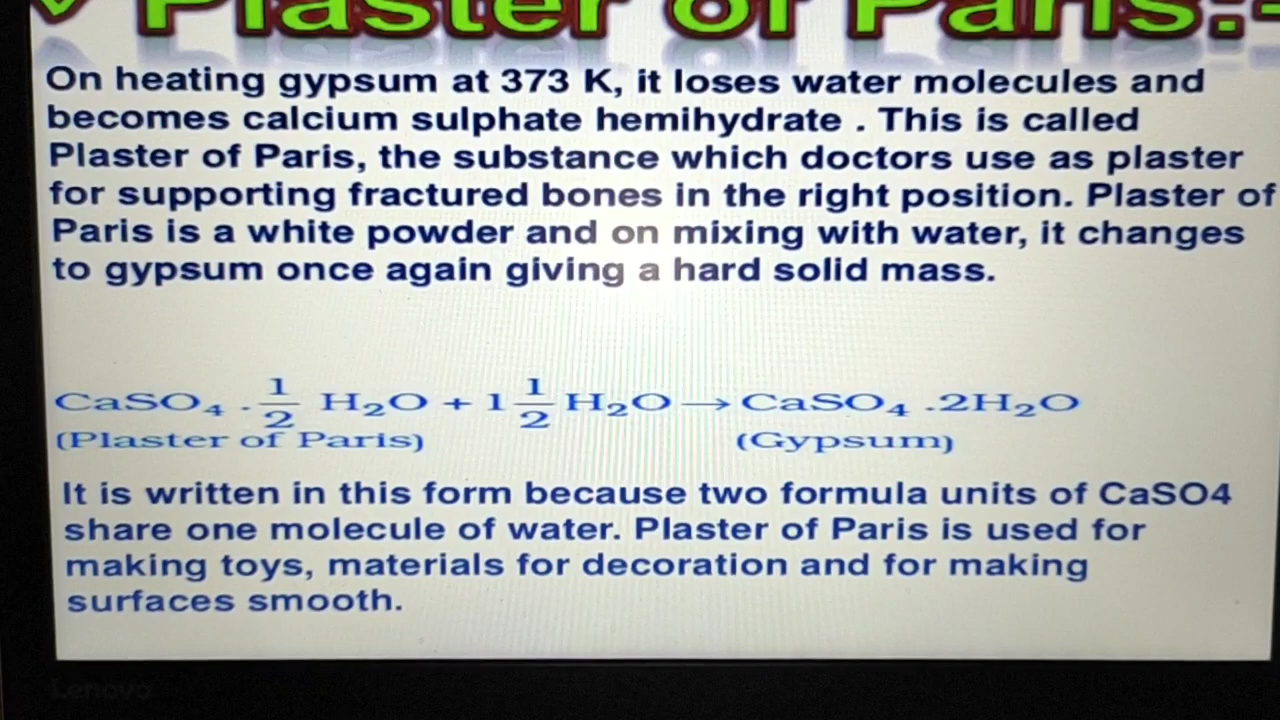 Plaster of Paris:-
On heating gypsum at 373 K, it loses water molecules and
becomes calcium sulphate hemihydrate . This is called
Plaster of Paris, the substance which doctors use as plaster
for supporting fractured bones in the right position. Plaster of
Paris is a white powder and on mixing with water, it changes
to gypsum once again giving a hard solid mass.
CaSO₄ . 1/2 H₂O + 1 1/2 H₂O → CaSO₄ .2H₂O
(Plaster of Paris) (Gypsum)
It is written in this form because two formula units of CaSO4
share one molecule of water. Plaster of Paris is used for
making toys, materials for decoration and for making
surfaces smooth.
Lenovo